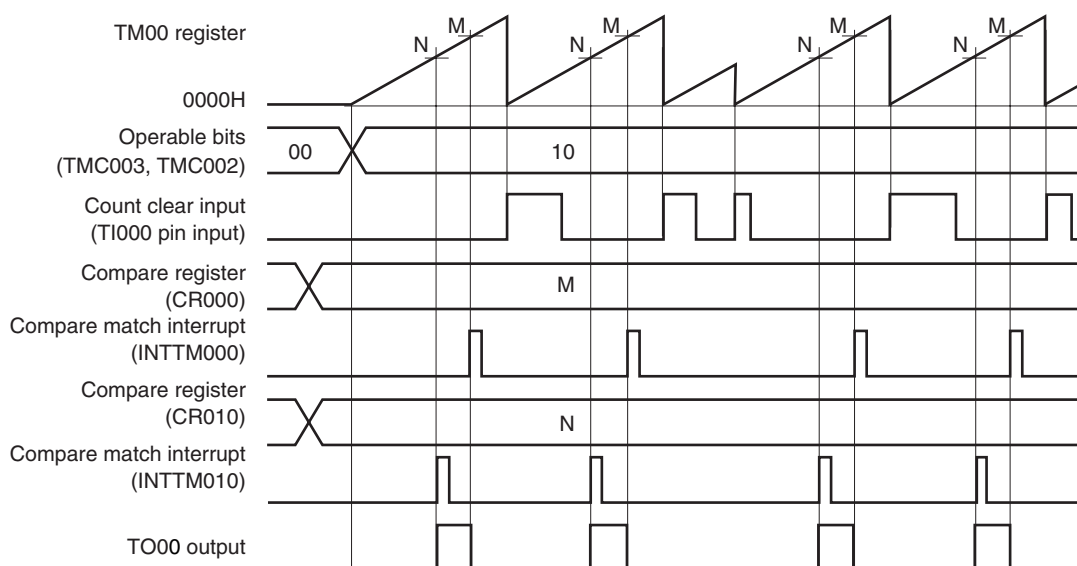 TM00 register
M
M
M
M
N
N
N
N
0000H
Operable bits
(TMC003, TMC002)
00
10
Count clear input
(TI000 pin input)
Compare register
(CR000)
M
Compare match interrupt
(INTTM000)
Compare register
(CR010)
N
Compare match interrupt
(INTTM010)
TO00 output